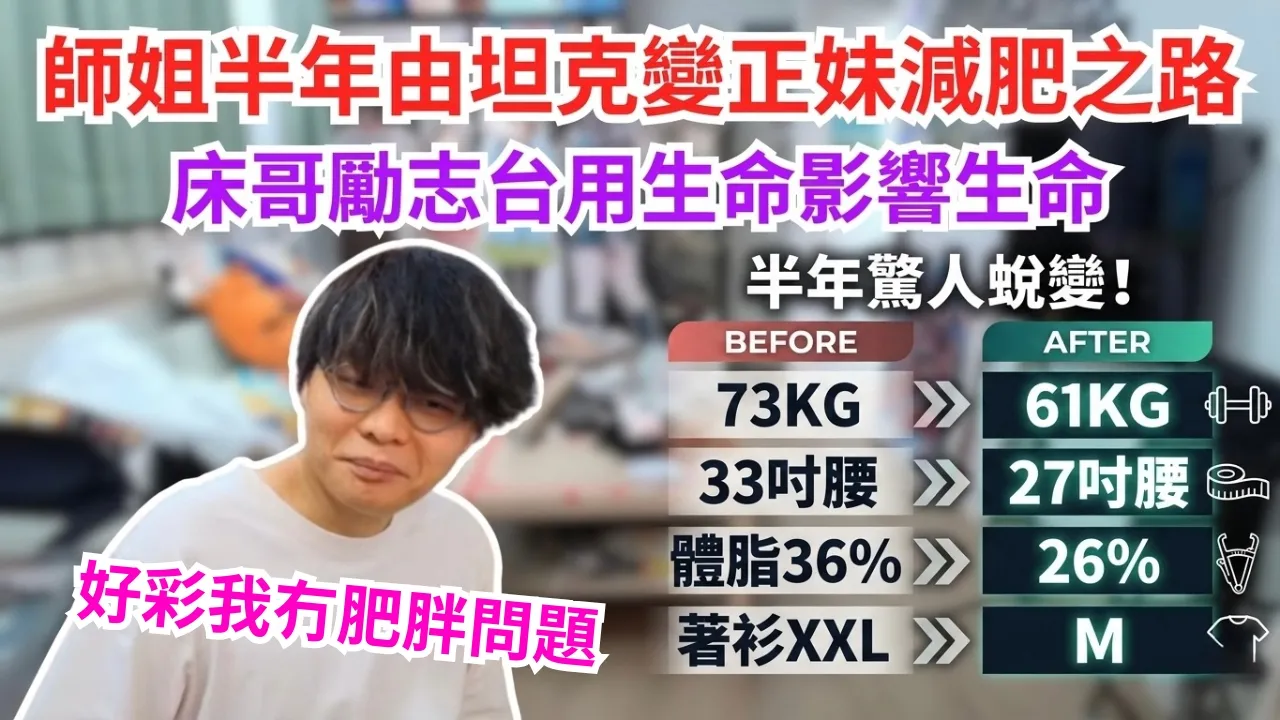 師姐半年由坦克變正妹減肥之路
床哥勵志台用生命影響生命
半年驚人蛻變！
BEFORE AFTER
73KG 61KG
33吋腰 27吋腰
體脂36% 26%
著衫XXL M
好彩我冇肥胖問題